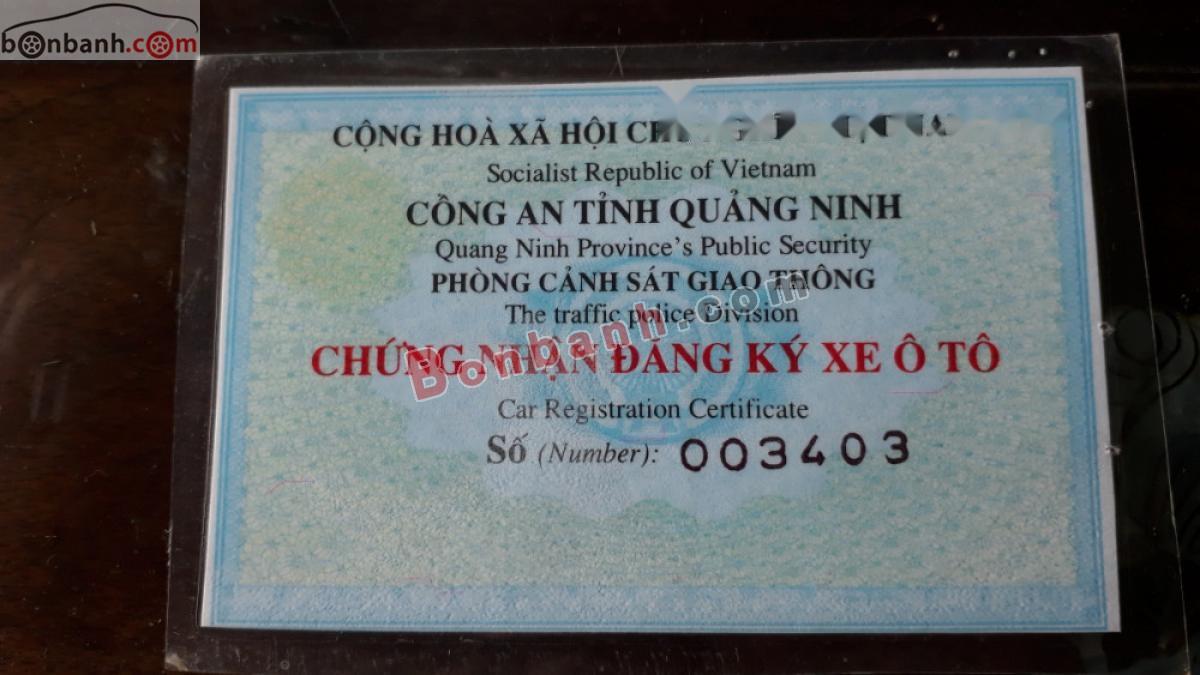 bonbanh.com
CỘNG HOÀ XÃ HỘI
Socialist Republic of Vietnam
CÔNG AN TỈNH QUẢNG NINH
Quang Ninh Province's Public Security
PHÒNG CẢNH SÁT GIAO THÔNG
The traffic police Division
Bonbanh.com
CHỨNG NHẬN ĐĂNG KÝ XE Ô TÔ
Car Registration Certificate
Số (Number): 003403